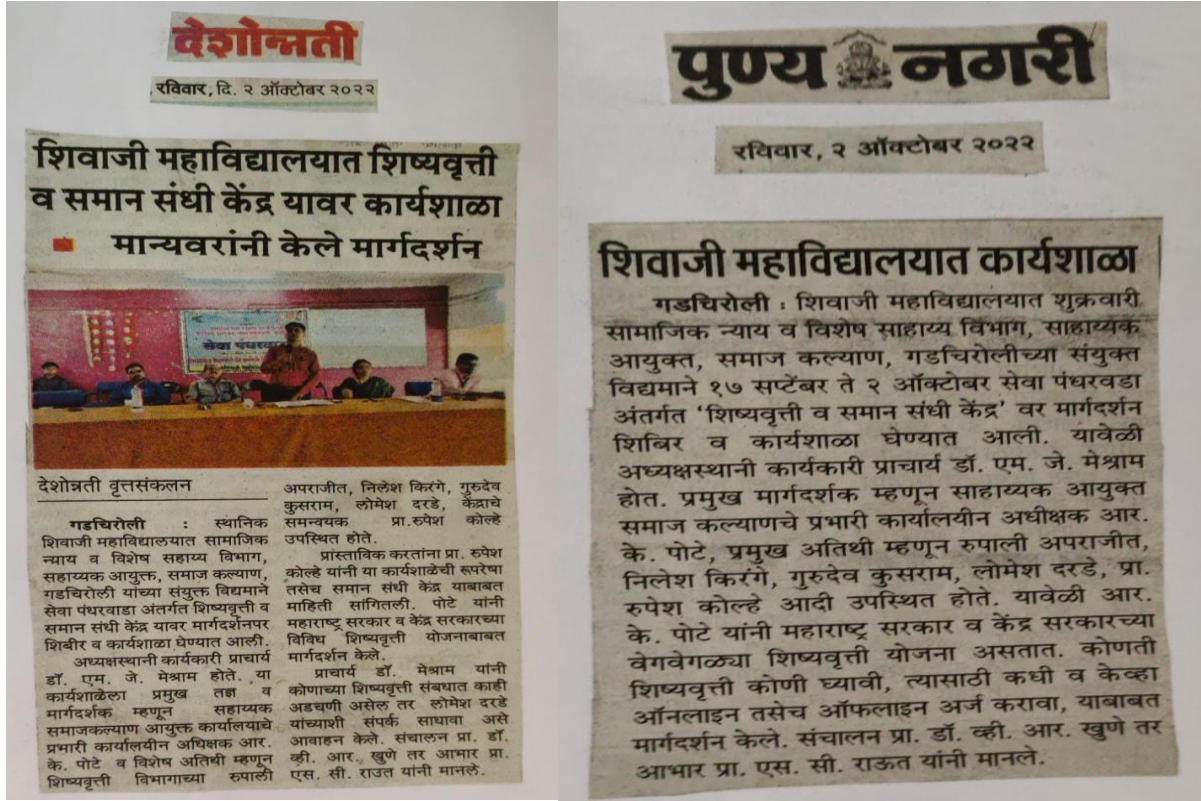 देशोन्नती
रविवार, दि. २ ऑक्टोबर २०२२
शिवाजी महाविद्यालयात शिष्यवृत्ती
व समान संधी केंद्र यावर कार्यशाळा
मान्यवरांनी केले मार्गदर्शन
सेवा पंधरवडा
देशोन्नती वृत्तसंकलन
गडचिरोली : स्थानिक
शिवाजी महाविद्यालयात सामाजिक
न्याय व विशेष सहाय्य विभाग,
सहाय्यक आयुक्त, समाज कल्याण,
गडचिरोली यांच्या संयुक्त विद्यमाने
सेवा पंधरवाडा अंतर्गत शिष्यवृत्ती व
समान संधी केंद्र यावर मार्गदर्शनपर
शिबीर व कार्यशाळा घेण्यात आली.
अध्यक्षस्थानी कार्यकारी प्राचार्य
डॉ. एम. जे. मेश्राम होते. या
कार्यशाळेला प्रमुख तज्ञ व
मार्गदर्शक म्हणून सहाय्यक
समाजकल्याण आयुक्त कार्यालयाचे
प्रभारी कार्यालयीन अधिक्षक आर.
के. पोटे व विशेष अतिथी म्हणून
शिष्यवृत्ती विभागाच्या रुपाली
अपराजीत, निलेश किरंगे, गुरुदेव
कुसराम, लोमेश दरडे, केंद्राचे
समन्वयक प्रा.रुपेश कोल्हे
उपस्थित होते.
प्रास्ताविक करतांना प्रा. रुपेश
कोल्हे यांनी या कार्यशाळेची रूपरेषा
तसेच समान संधी केंद्र याबाबत
माहिती सांगितली. पोटे यांनी
महाराष्ट्र सरकार व केंद्र सरकारच्या
विविध शिष्यवृत्ती योजनाबाबत
मार्गदर्शन केले.
प्राचार्य डॉ. मेश्राम यांनी
कोणाच्या शिष्यवृत्ती संबधात काही
अडचणी असेल तर लोमेश दरडे
यांच्याशी संपर्क साधावा असे
आवाहन केले. संचालन प्रा. डॉ.
व्ही. आर. खुणे तर आभार प्रा.
एस. सी. राउत यांनी मानले.
पुण्य नगरी
रविवार, २ ऑक्टोबर २०२२
शिवाजी महाविद्यालयात कार्यशाळा
गडचिरोली : शिवाजी महाविद्यालयात शुक्रवारी
सामाजिक न्याय व विशेष साहाय्य विभाग, साहाय्यक
आयुक्त, समाज कल्याण, गडचिरोलीच्या संयुक्त
विद्यमाने १७ सप्टेंबर ते २ ऑक्टोबर सेवा पंधरवडा
अंतर्गत ‘शिष्यवृत्ती व समान संधी केंद्र’ वर मार्गदर्शन
शिबिर व कार्यशाळा घेण्यात आली. यावेळी
अध्यक्षस्थानी कार्यकारी प्राचार्य डॉ. एम. जे. मेश्राम
होत. प्रमुख मार्गदर्शक म्हणून साहाय्यक आयुक्त
समाज कल्याणचे प्रभारी कार्यालयीन अधीक्षक आर.
के. पोटे, प्रमुख अतिथी म्हणून रुपाली अपराजीत,
निलेश किरंगे, गुरुदेव कुसराम, लोमेश दरडे, प्रा.
रुपेश कोल्हे आदी उपस्थित होते. यावेळी आर.
के. पोटे यांनी महाराष्ट्र सरकार व केंद्र सरकारच्या
वेगवेगळ्या शिष्यवृत्ती योजना असतात. कोणती
शिष्यवृत्ती कोणी घ्यावी, त्यासाठी कधी व केव्हा
ऑनलाइन तसेच ऑफलाइन अर्ज करावा, याबाबत
मार्गदर्शन केले. संचालन प्रा. डॉ. व्ही. आर. खुणे तर
आभार प्रा. एस. सी. राऊत यांनी मानले.